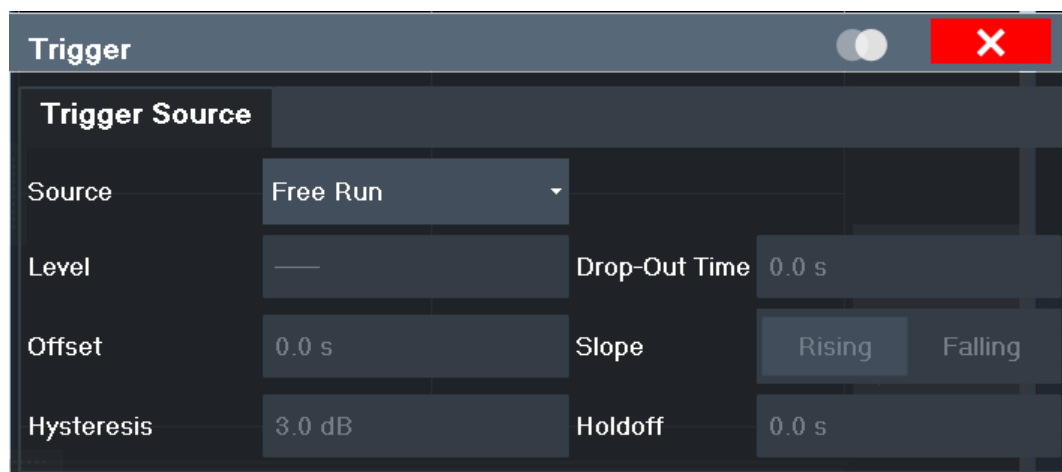 Trigger
Trigger Source
Source Free Run
Level Drop-Out Time 0.0 s
Offset 0.0 s Slope Rising Falling
Hysteresis 3.0 dB Holdoff 0.0 s